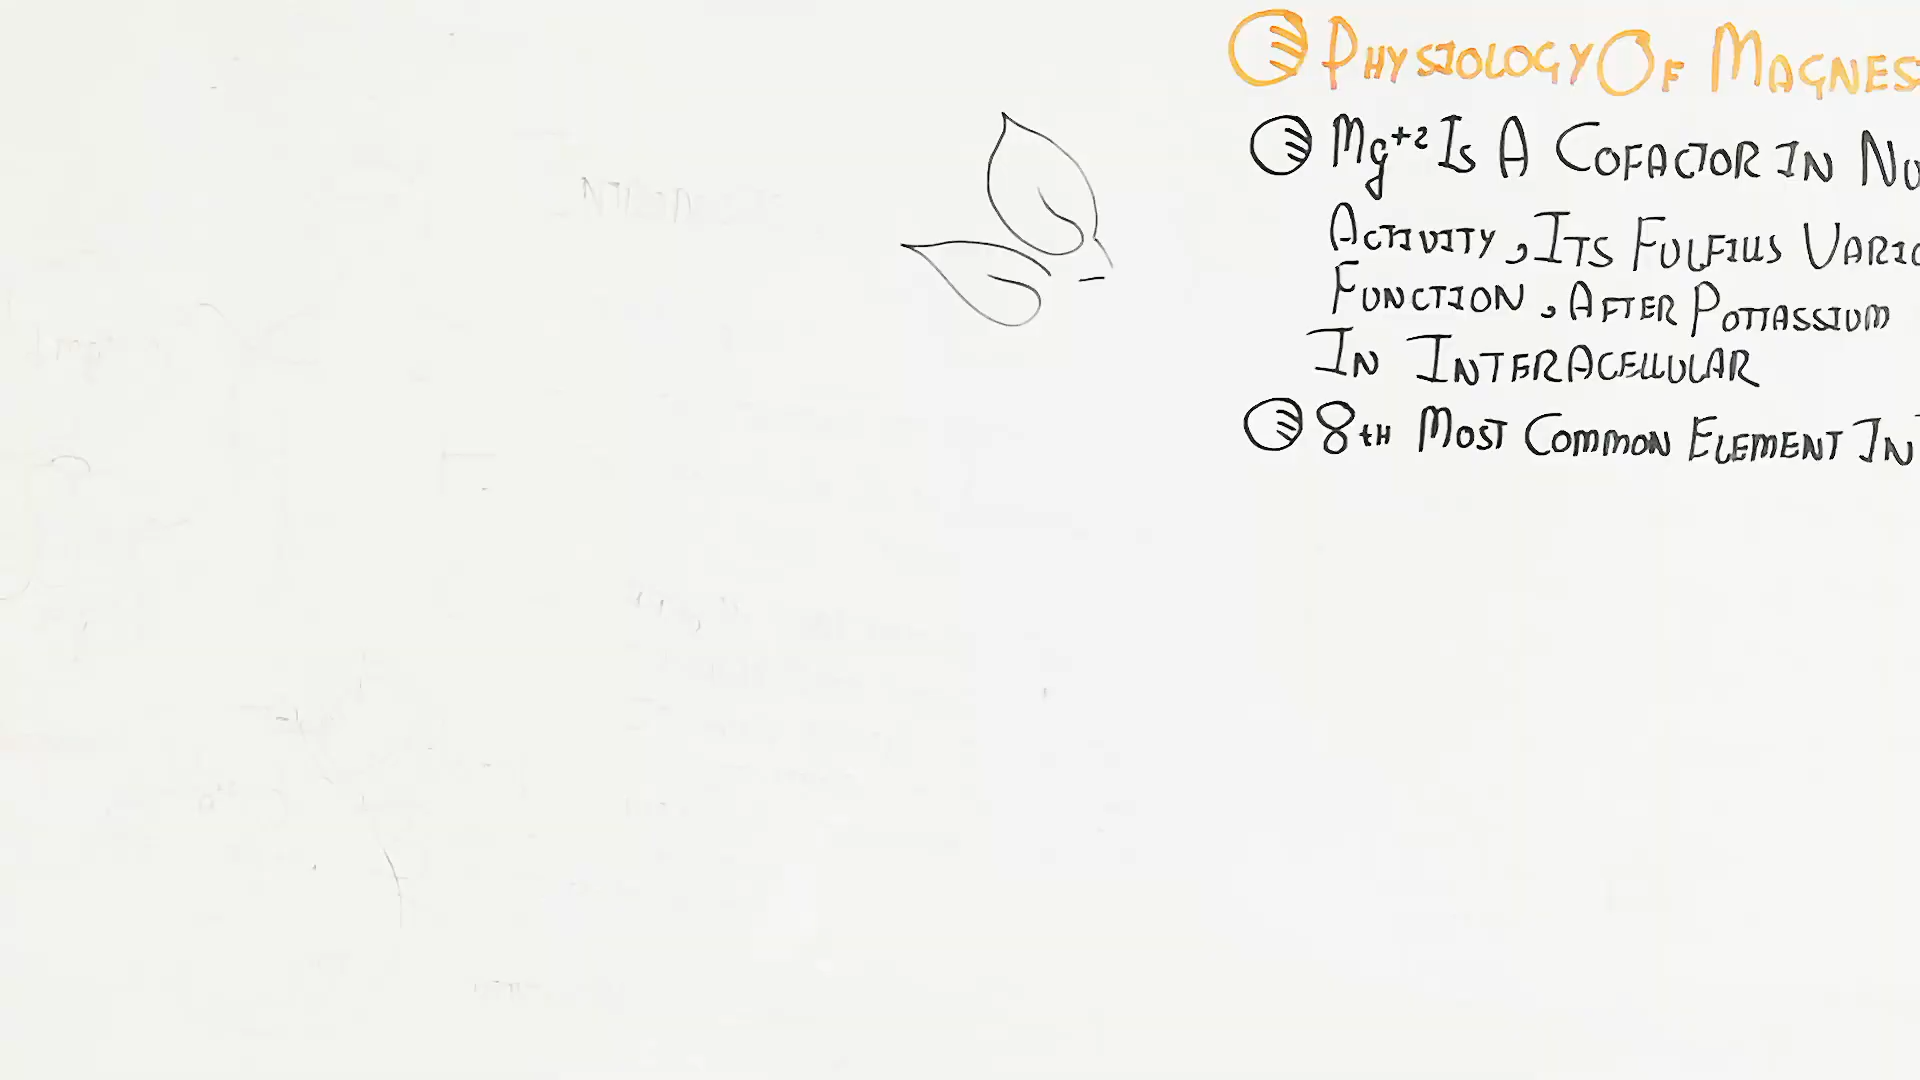 Physiology Of Magnes
Mg+2 Is A Cofactor In Nu
Activity, Its Fulfills Vario
Function, After Pottassium
In Interacellular
8th Most Common Element In